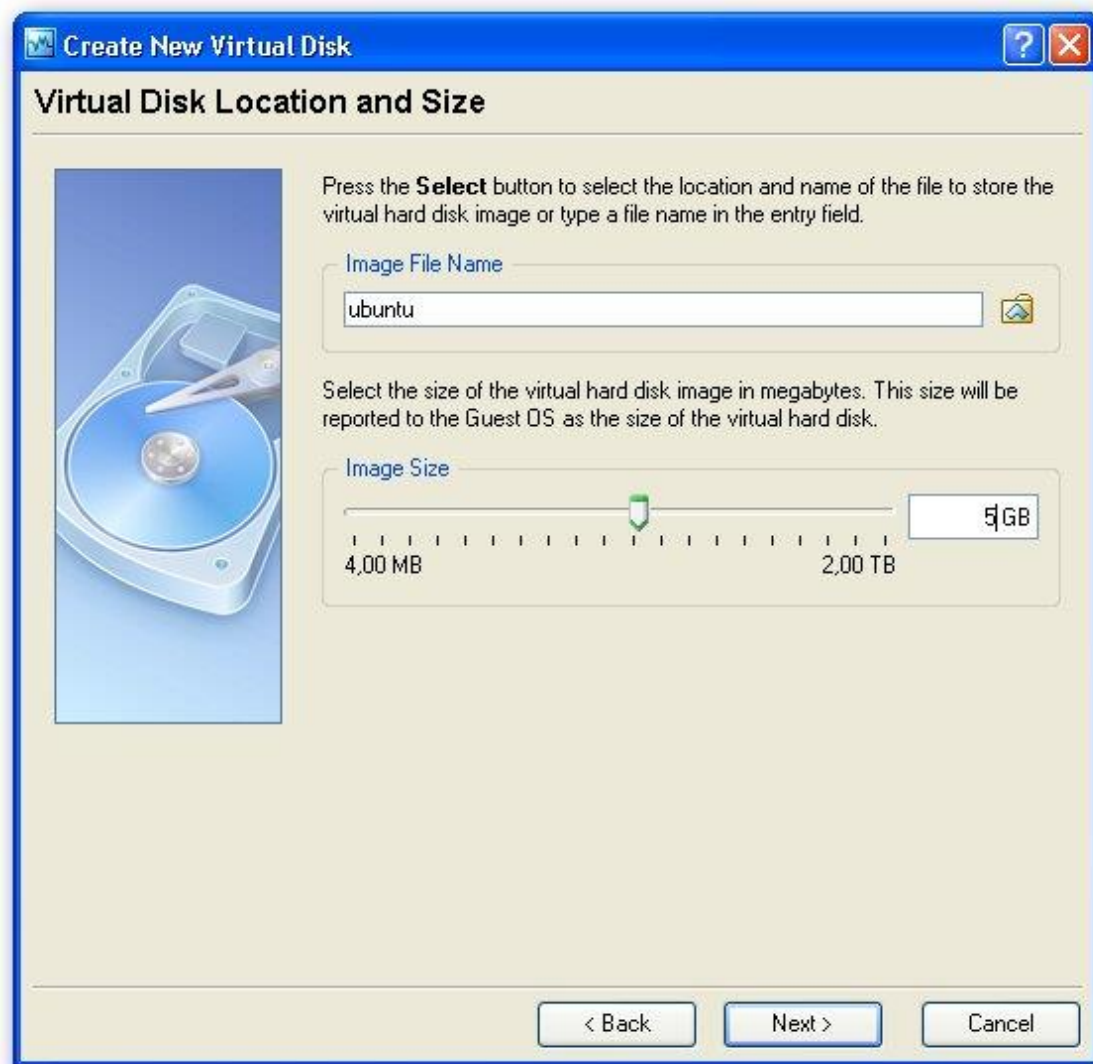 Create New Virtual Disk
Virtual Disk Location and Size
Press the Select button to select the location and name of the file to store the
virtual hard disk image or type a file name in the entry field.
Image File Name
ubuntu
Select the size of the virtual hard disk image in megabytes. This size will be
reported to the Guest OS as the size of the virtual hard disk.
Image Size
5 GB
4,00 MB 2,00 TB
< Back Next > Cancel